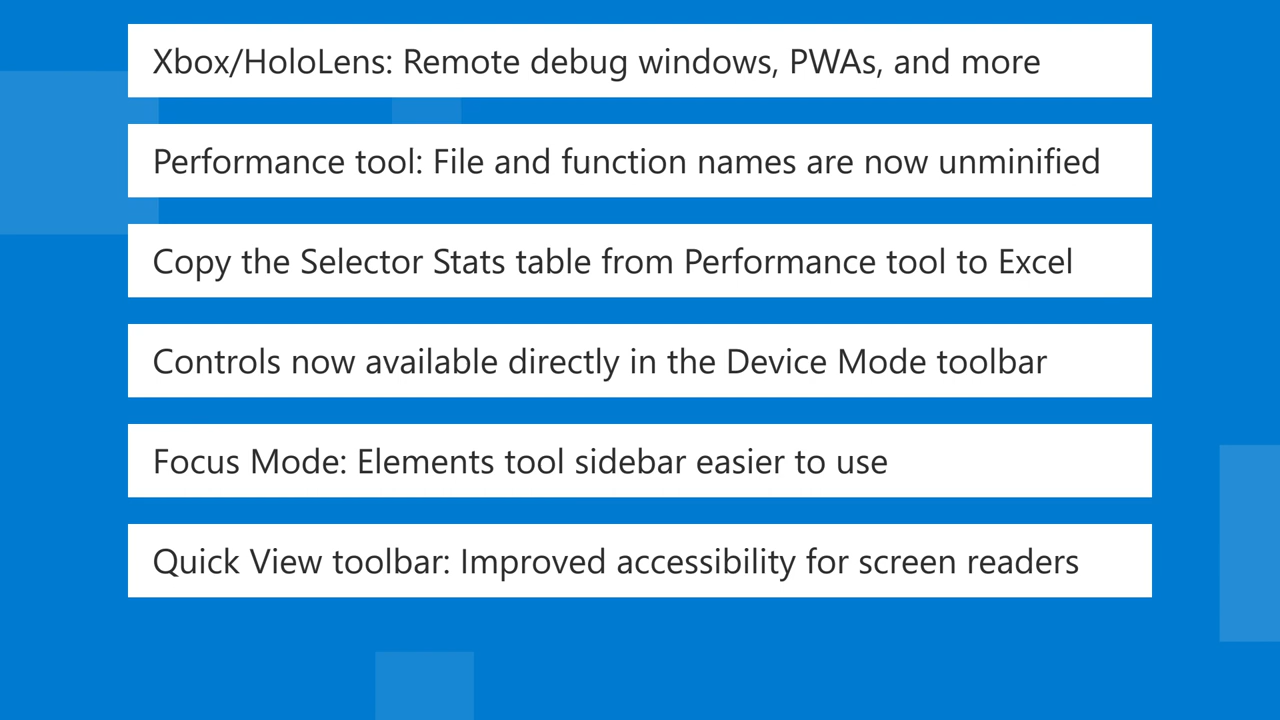 Xbox/HoloLens: Remote debug windows, PWAs, and more
Performance tool: File and function names are now unminified
Copy the Selector Stats table from Performance tool to Excel
Controls now available directly in the Device Mode toolbar
Focus Mode: Elements tool sidebar easier to use
Quick View toolbar: Improved accessibility for screen readers